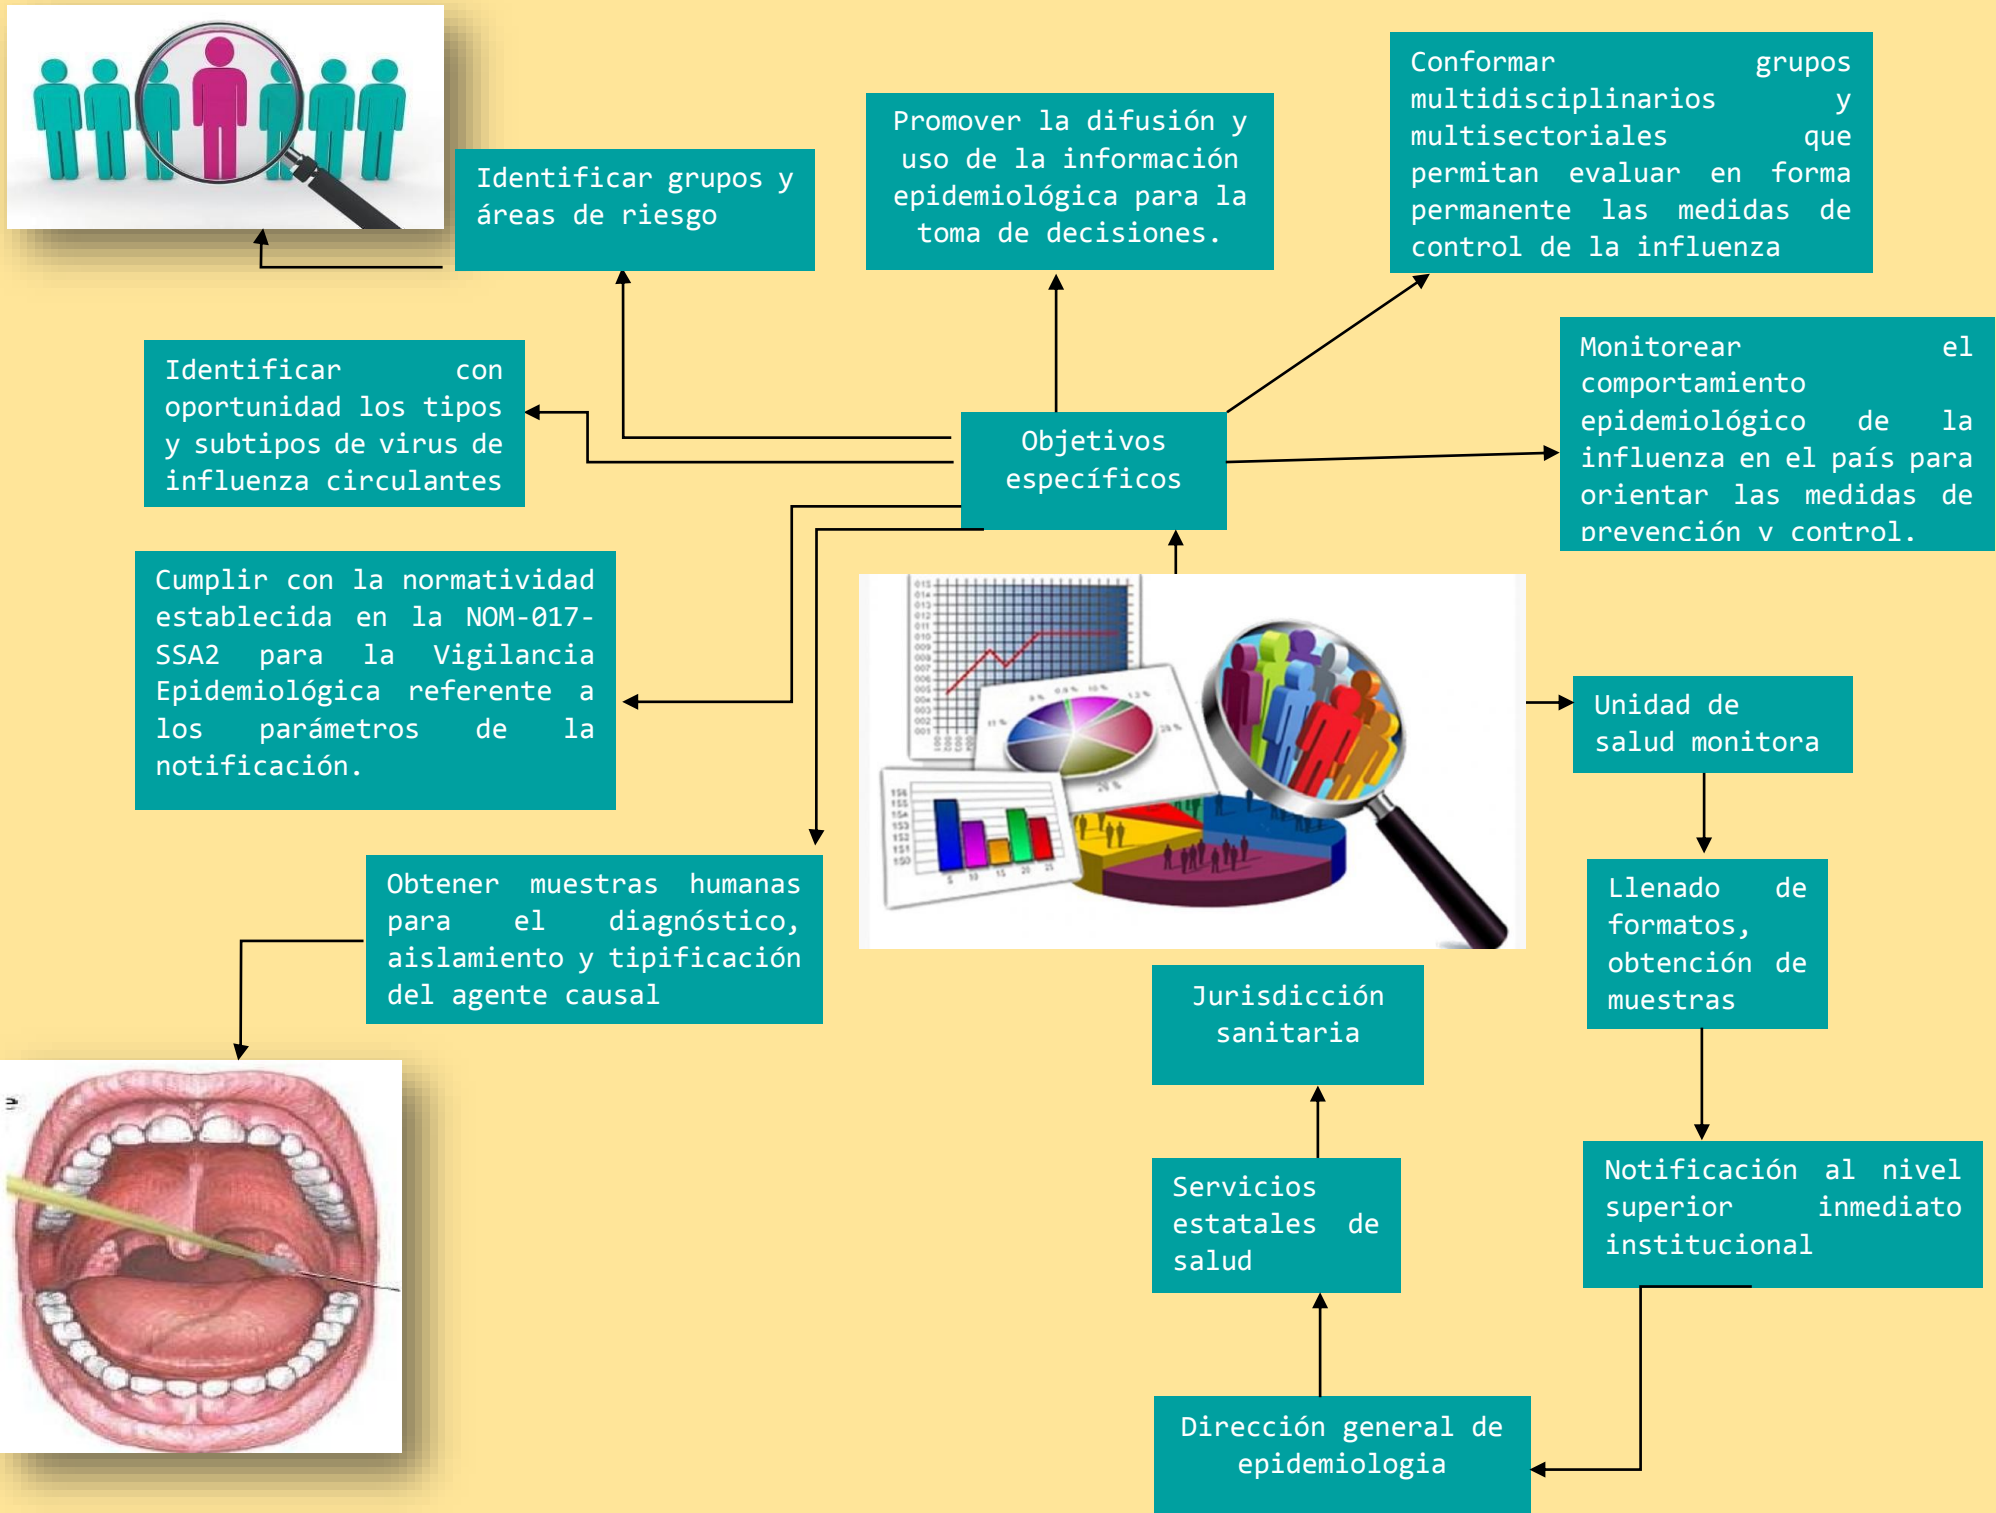 Identificar grupos y
áreas de riesgo
Promover la difusión y
uso de la información
epidemiológica para la
toma de decisiones.
Conformar grupos
multidisciplinarios y
multisectoriales que
permitan evaluar en forma
permanente las medidas de
control de la influenza
Identificar con
oportunidad los tipos
y subtipos de virus de
influenza circulantes
Objetivos
específicos
Monitorear el
comportamiento
epidemiológico de la
influenza en el país para
orientar las medidas de
prevención y control.
Cumplir con la normatividad
establecida en la NOM-017-
SSA2 para la Vigilancia
Epidemiológica referente a
los parámetros de la
notificación.
Unidad de
salud monitora
Obtener muestras humanas
para el diagnóstico,
aislamiento y tipificación
del agente causal
Llenado de
formatos,
obtención de
muestras
Jurisdicción
sanitaria
Servicios
estatales de
salud
Notificación al nivel
superior inmediato
institucional
Dirección general de
epidemiologia